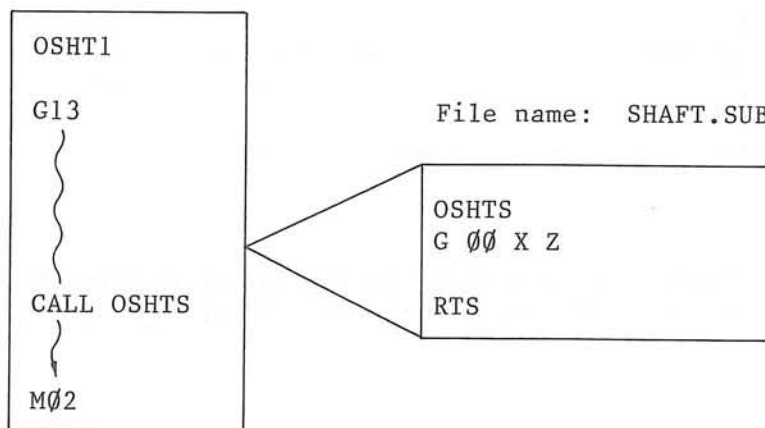 OSHT1
G13
CALL OSHTS
MØ2
File name: SHAFT.SUB
OSHTS
G ØØ X Z
RTS